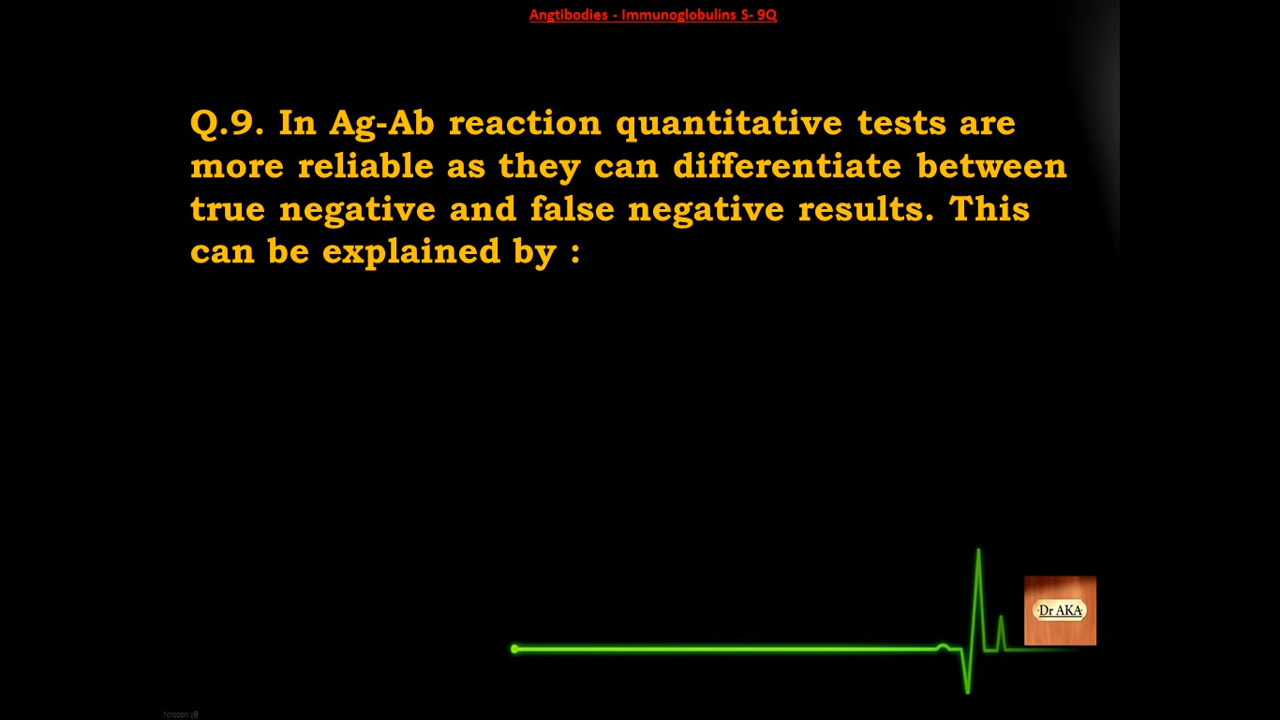 Angtibodies - Immunoglobulins S- 9Q
Q.9. In Ag-Ab reaction quantitative tests are
more reliable as they can differentiate between
true negative and false negative results. This
can be explained by :
Dr AKA